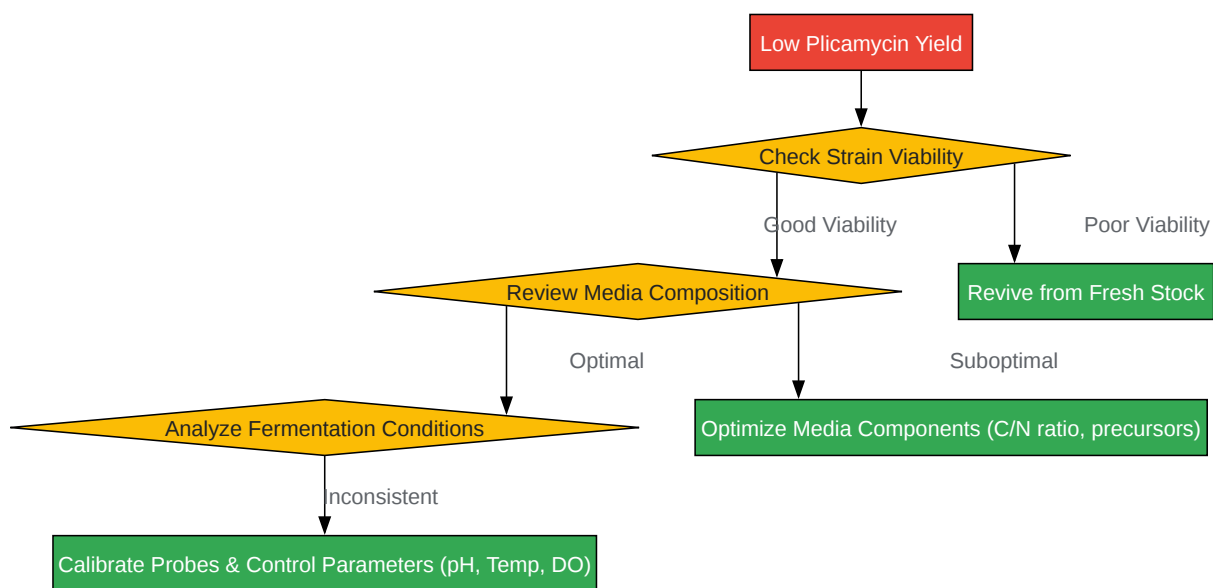 Low Plicamycin Yield
Check Strain Viability
Good Viability
Poor Viability
Review Media Composition
Revive from Fresh Stock
Optimal
Suboptimal
Analyze Fermentation Conditions
Optimize Media Components (C/N ratio, precursors)
Inconsistent
Calibrate Probes & Control Parameters (pH, Temp, DO)